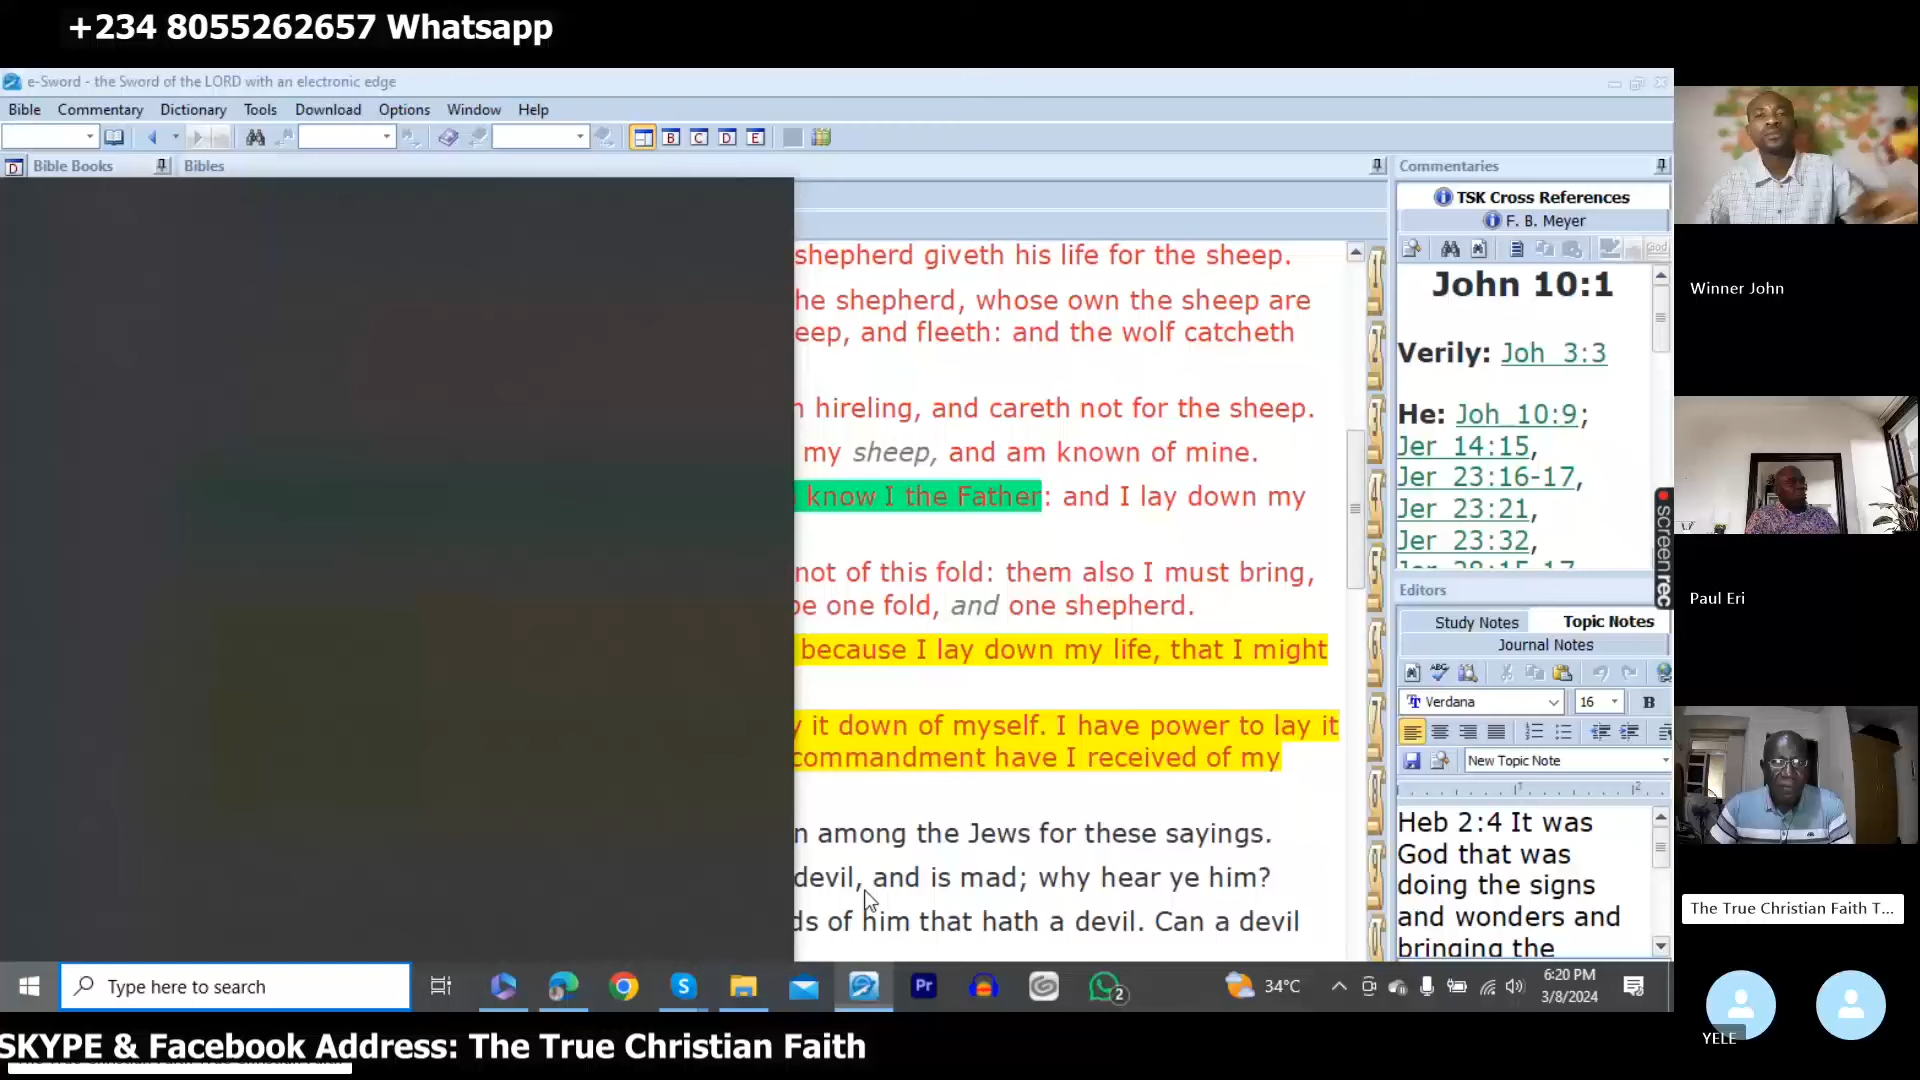 +234 8055262657 Whatsapp
e-Sword - the Sword of the LORD with an electronic edge
Bible Commentary Dictionary Tools Download Options Window Help
B C D E
D Bible Books Bibles
shepherd giveth his life for the sheep.
he shepherd, whose own the sheep are
eep, and fleeth: and the wolf catcheth
hireling, and careth not for the sheep.
my sheep, and am known of mine.
know I the Father: and I lay down my
not of this fold: them also I must bring,
be one fold, and one shepherd.
because I lay down my life, that I might
y it down of myself. I have power to lay it
commandment have I received of my
n among the Jews for these sayings.
devil, and is mad; why hear ye him?
ds of him that hath a devil. Can a devil
Commentaries
TSK Cross References
F. B. Meyer
John 10:1
Verily: Joh 3:3
He: Joh 10:9;
Jer 14:15,
Jer 23:16-17,
Jer 23:21,
Jer 23:32,
Jer 28:15-17
screenrec
Editors
Study Notes Topic Notes
Journal Notes
Verdana 16 B
New Topic Note
1 2
Heb 2:4 It was
God that was
doing the signs
and wonders and
bringing the
Winner John
Paul Eri
The True Christian Faith T...
YELE
Type here to search
Pr
2
34°C
6:20 PM
3/8/2024
SKYPE & Facebook Address: The True Christian Faith